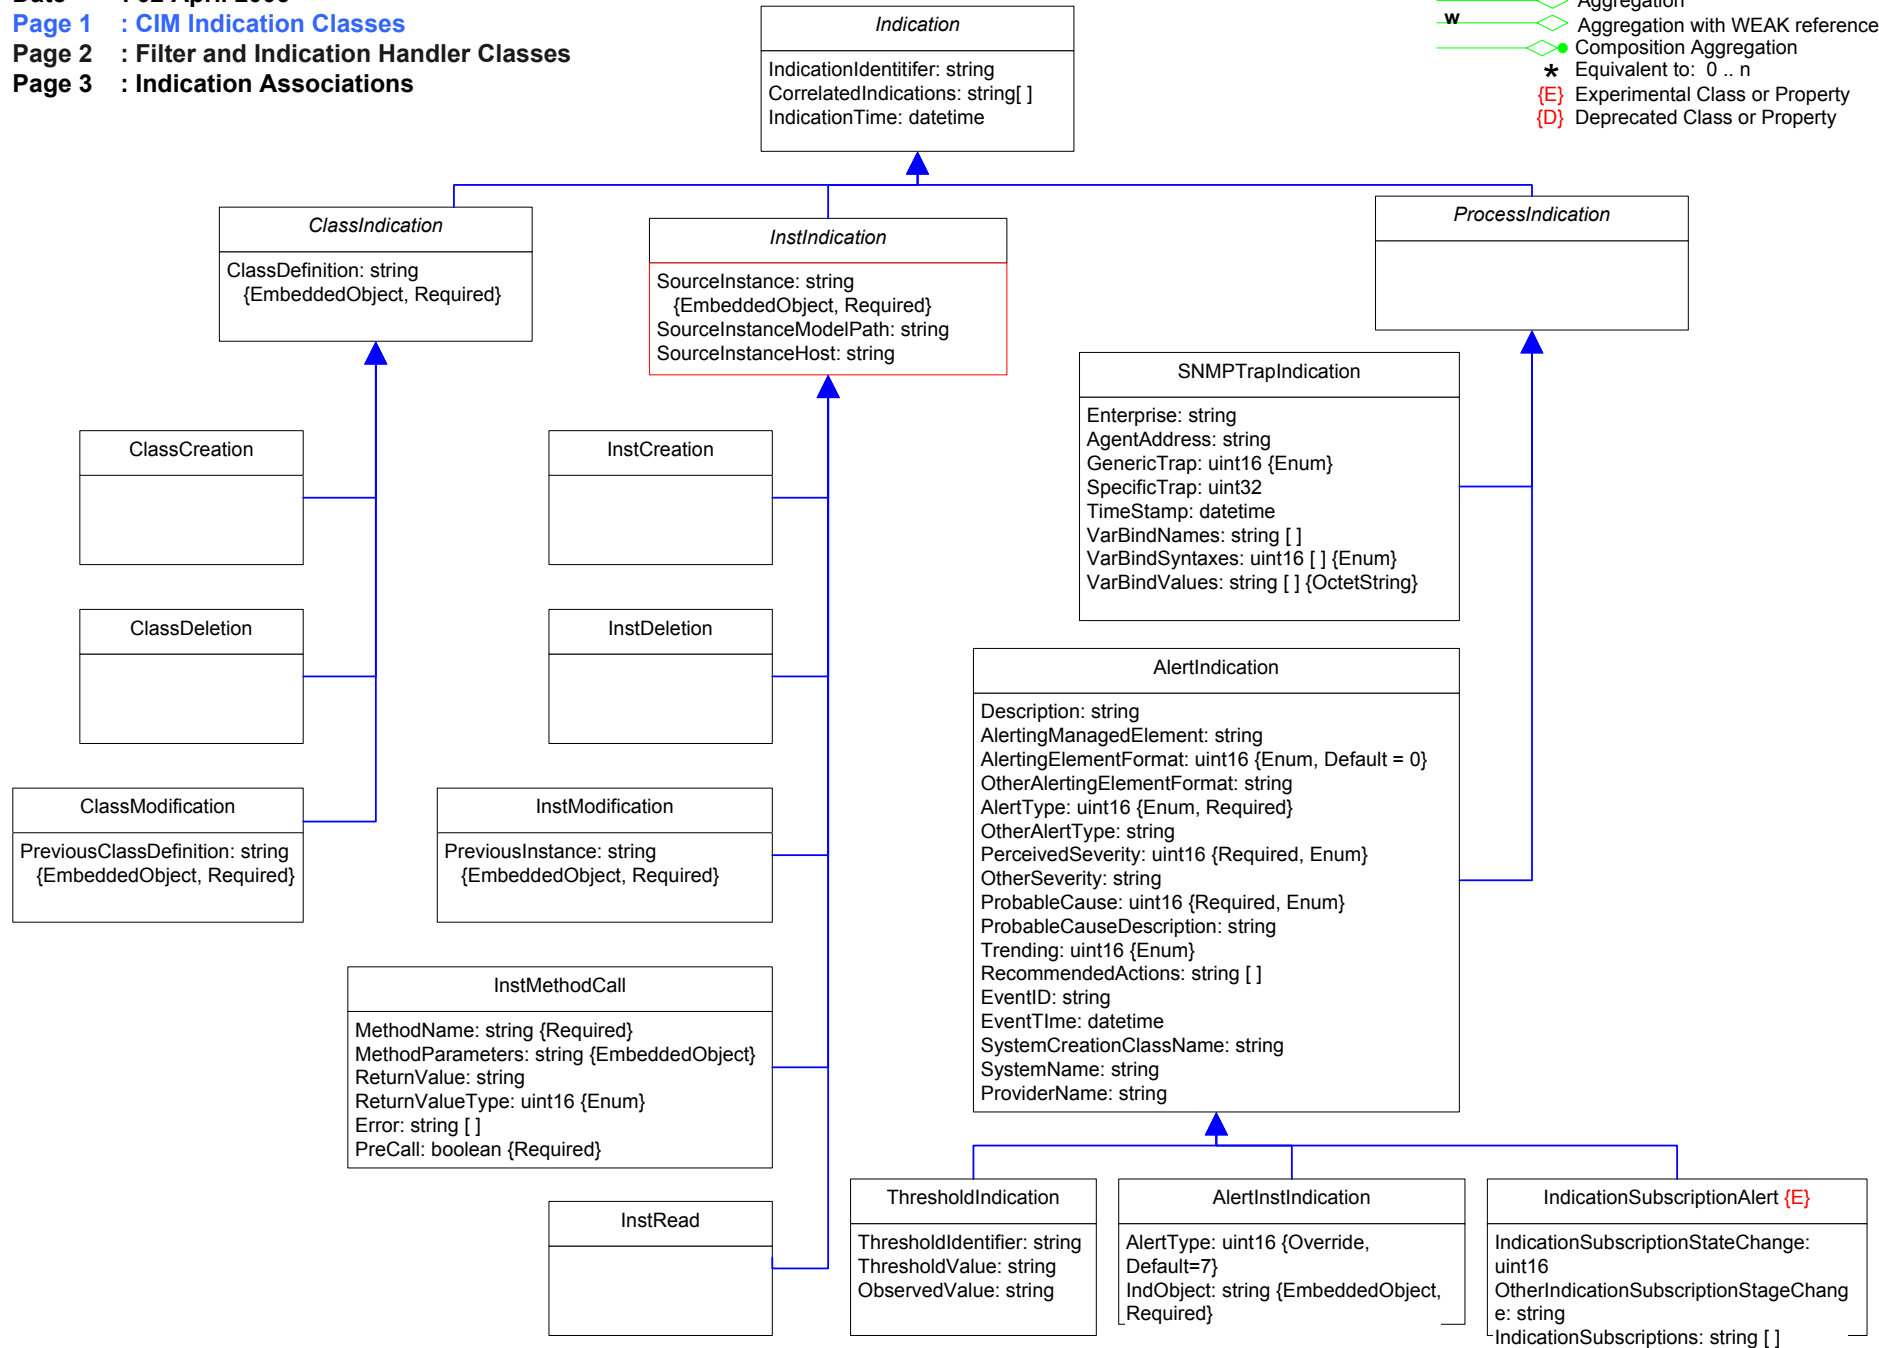 Page 1 : CIM Indication Classes
Page 2 : Filter and Indication Handler Classes
Page 3 : Indication Associations
Aggregation
w Aggregation with WEAK reference
Composition Aggregation
* Equivalent to: 0 .. n
{E} Experimental Class or Property
{D} Deprecated Class or Property
Indication
IndicationIdentitifer: string
CorrelatedIndications: string[ ]
IndicationTime: datetime
ClassIndication
ClassDefinition: string
{EmbeddedObject, Required}
InstIndication
SourceInstance: string
{EmbeddedObject, Required}
SourceInstanceModelPath: string
SourceInstanceHost: string
ProcessIndication
SNMPTrapIndication
Enterprise: string
AgentAddress: string
GenericTrap: uint16 {Enum}
SpecificTrap: uint32
TimeStamp: datetime
VarBindNames: string [ ]
VarBindSyntaxes: uint16 [ ] {Enum}
VarBindValues: string [ ] {OctetString}
ClassCreation
InstCreation
ClassDeletion
InstDeletion
ClassModification
PreviousClassDefinition: string
{EmbeddedObject, Required}
InstModification
PreviousInstance: string
{EmbeddedObject, Required}
AlertIndication
Description: string
AlertingManagedElement: string
AlertingElementFormat: uint16 {Enum, Default = 0}
OtherAlertingElementFormat: string
AlertType: uint16 {Enum, Required}
OtherAlertType: string
PerceivedSeverity: uint16 {Required, Enum}
OtherSeverity: string
ProbableCause: uint16 {Required, Enum}
ProbableCauseDescription: string
Trending: uint16 {Enum}
RecommendedActions: string [ ]
EventID: string
EventTIme: datetime
SystemCreationClassName: string
SystemName: string
ProviderName: string
InstMethodCall
MethodName: string {Required}
MethodParameters: string {EmbeddedObject}
ReturnValue: string
ReturnValueType: uint16 {Enum}
Error: string [ ]
PreCall: boolean {Required}
InstRead
ThresholdIndication
ThresholdIdentifier: string
ThresholdValue: string
ObservedValue: string
AlertInstIndication
AlertType: uint16 {Override,
Default=7}
IndObject: string {EmbeddedObject,
Required}
IndicationSubscriptionAlert {E}
IndicationSubscriptionStateChange:
uint16
OtherIndicationSubscriptionStageChang
e: string
IndicationSubscriptions: string [ ]